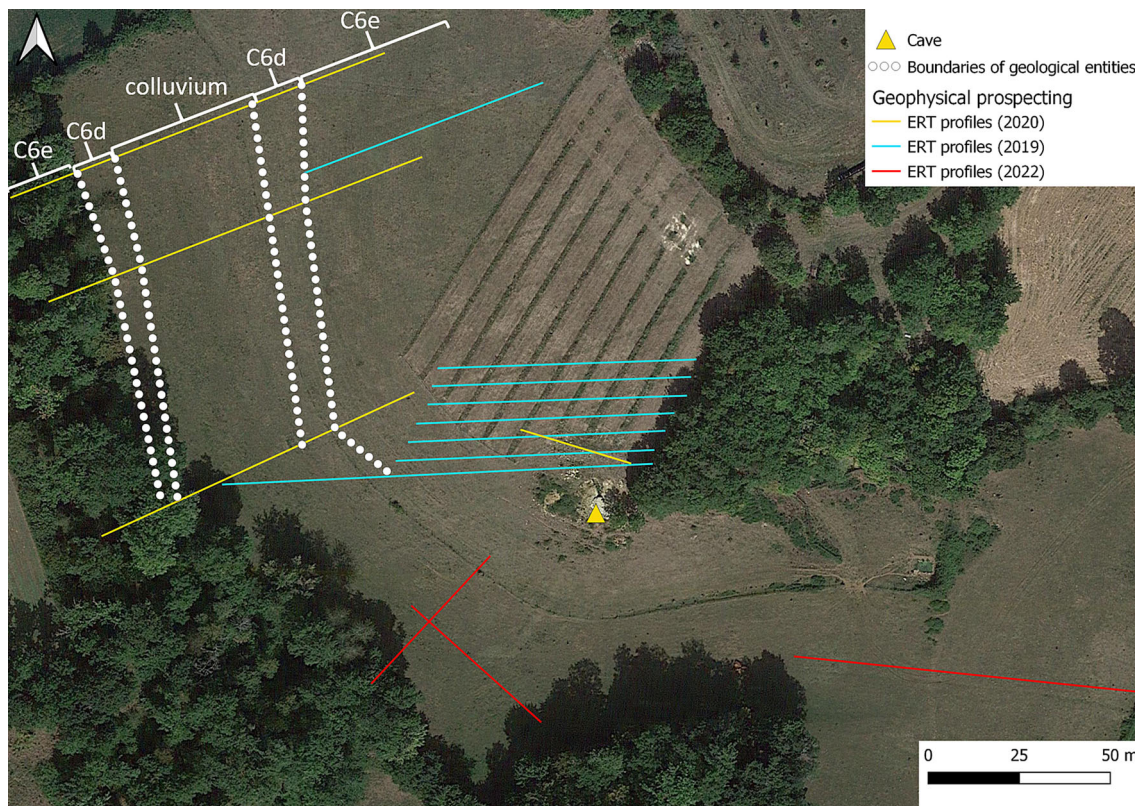 C6e
C6d
colluvium
C6d
C6e
Cave
Boundaries of geological entities
Geophysical prospecting
ERT profiles (2020)
ERT profiles (2019)
ERT profiles (2022)
0 25 50 m